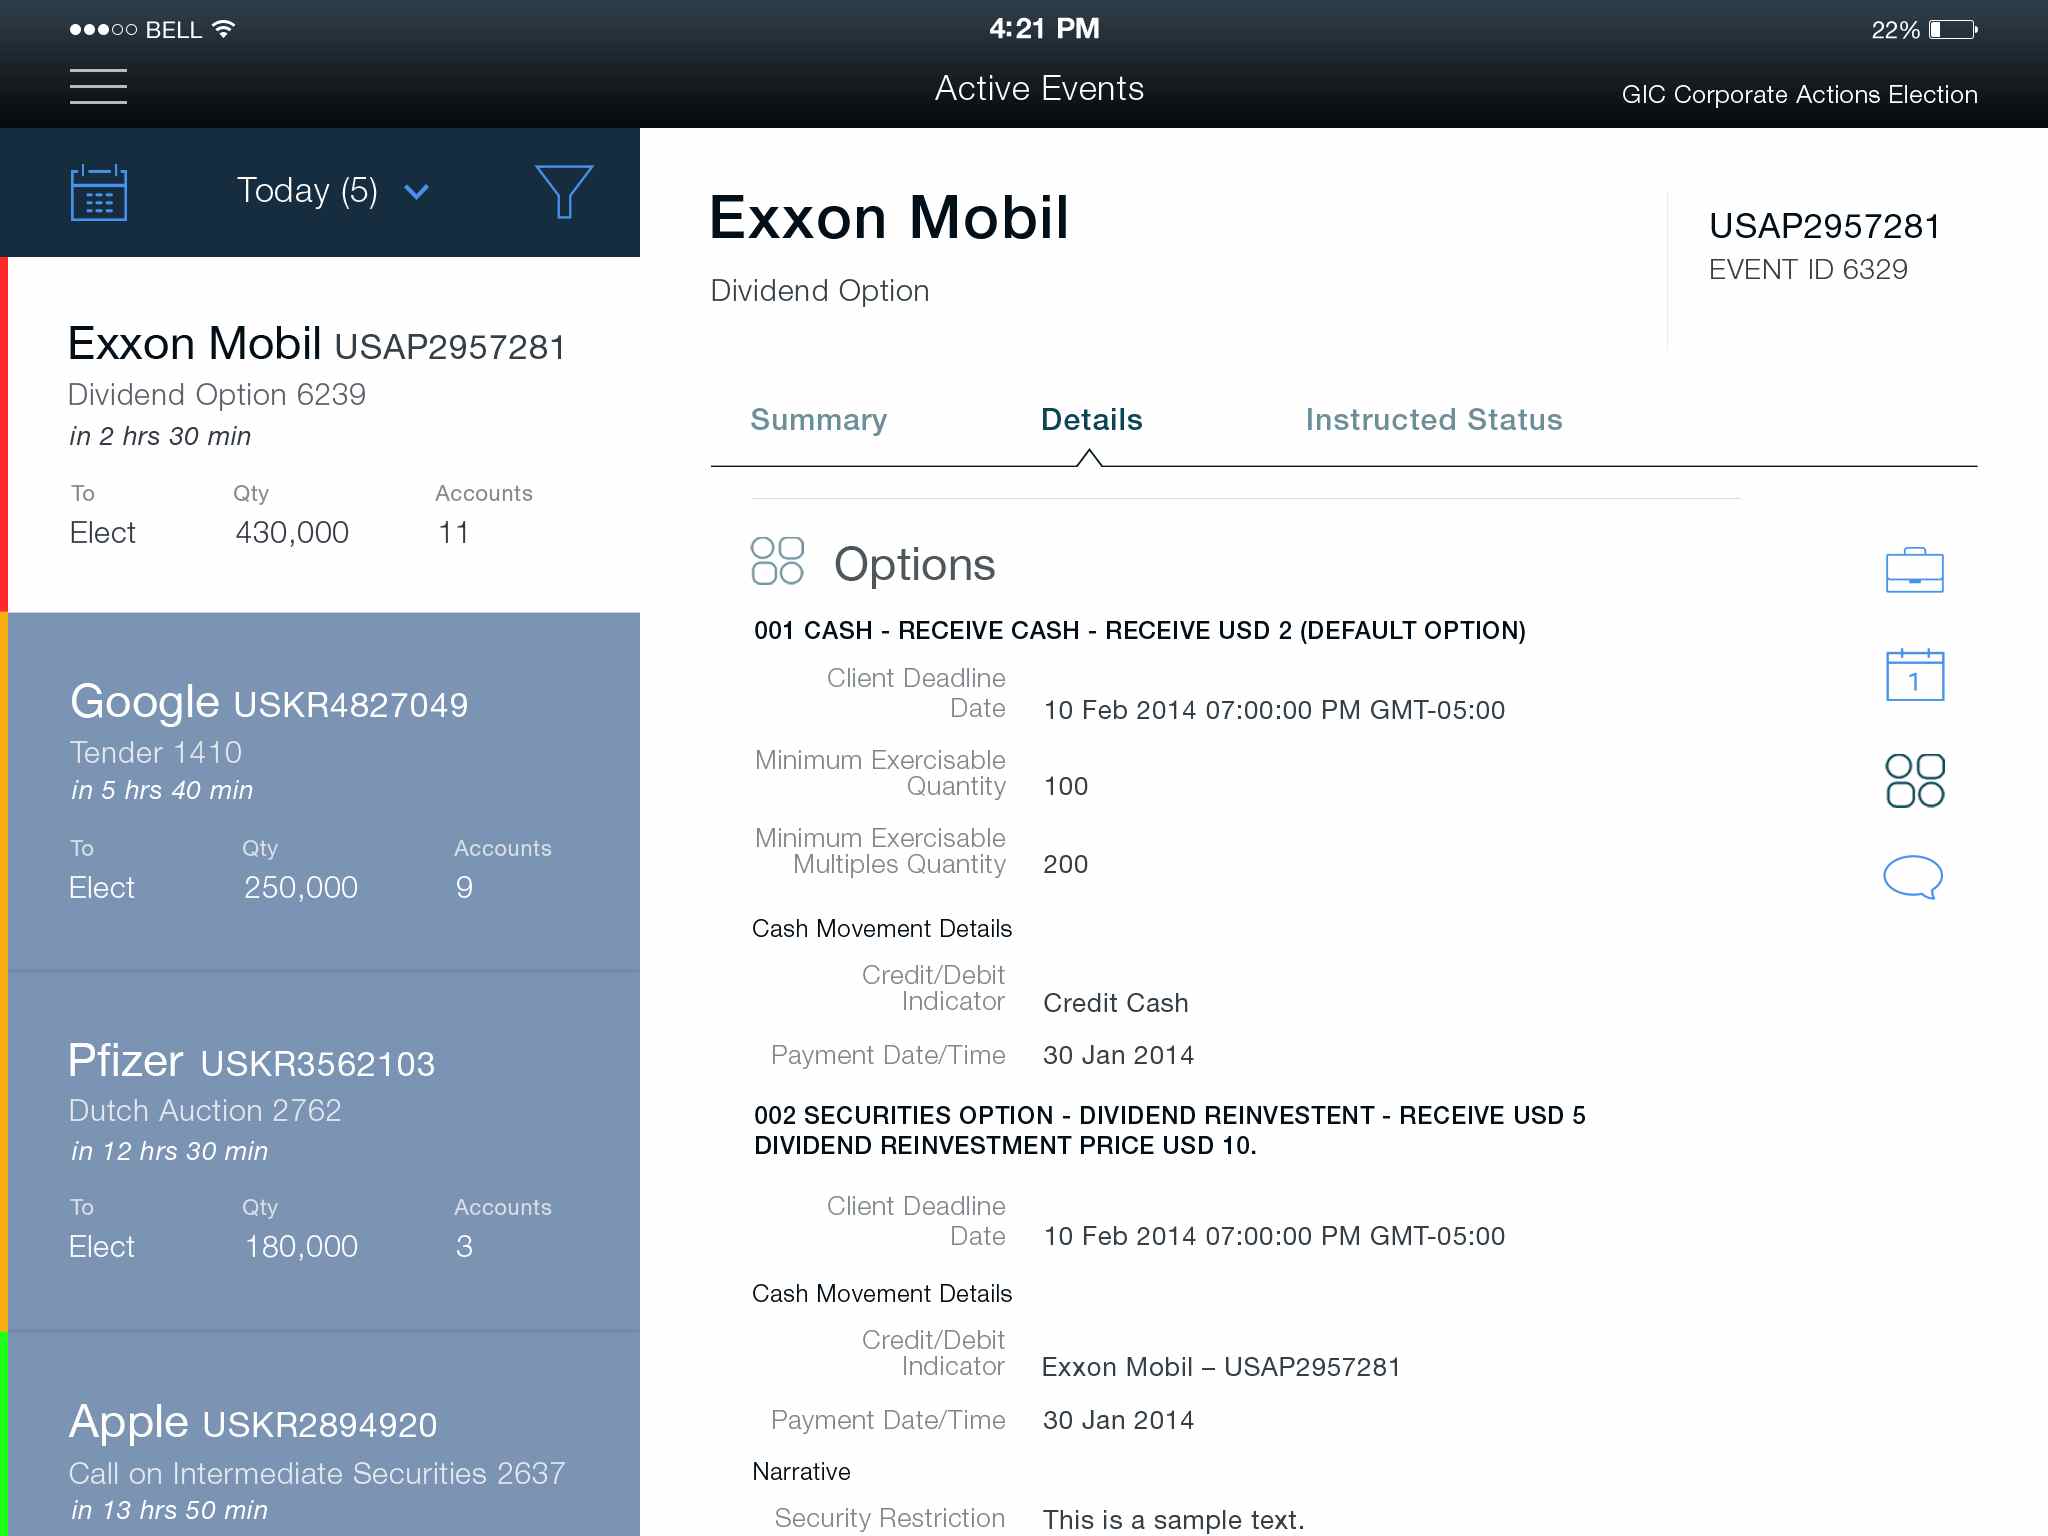 BELL
4:21 PM
22%
Active Events
GIC Corporate Actions Election
Today (5)
Exxon Mobil USAP2957281
Dividend Option 6239
in 2 hrs 30 min
To Qty Accounts
Elect 430,000 11
Google USKR4827049
Tender 1410
in 5 hrs 40 min
To Qty Accounts
Elect 250,000 9
Pfizer USKR3562103
Dutch Auction 2762
in 12 hrs 30 min
To Qty Accounts
Elect 180,000 3
Apple USKR2894920
Call on Intermediate Securities 2637
in 13 hrs 50 min
Exxon Mobil
Dividend Option
USAP2957281
EVENT ID 6329
Summary Details Instructed Status
Options
001 CASH - RECEIVE CASH - RECEIVE USD 2 (DEFAULT OPTION)
Client Deadline
Date 10 Feb 2014 07:00:00 PM GMT-05:00
Minimum Exercisable
Quantity 100
Minimum Exercisable
Multiples Quantity 200
Cash Movement Details
Credit/Debit
Indicator Credit Cash
Payment Date/Time 30 Jan 2014
002 SECURITIES OPTION - DIVIDEND REINVESTENT - RECEIVE USD 5
DIVIDEND REINVESTMENT PRICE USD 10.
Client Deadline
Date 10 Feb 2014 07:00:00 PM GMT-05:00
Cash Movement Details
Credit/Debit
Indicator Exxon Mobil – USAP2957281
Payment Date/Time 30 Jan 2014
Narrative
Security Restriction This is a sample text.
1